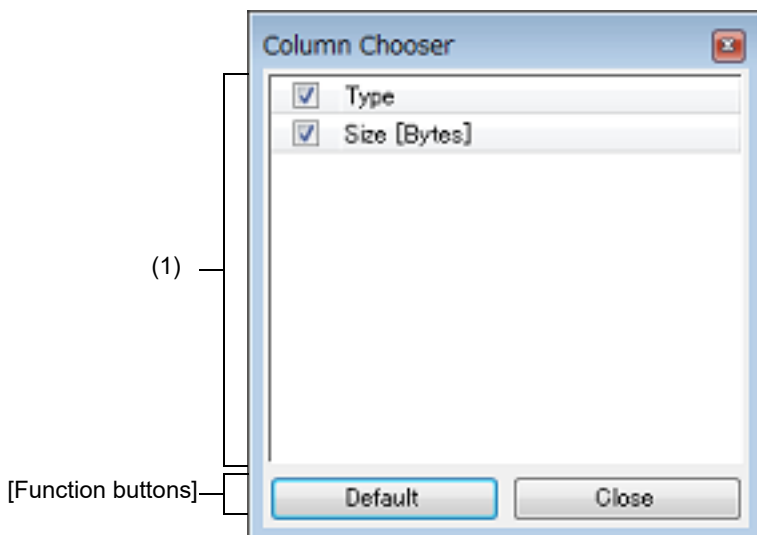 Column Chooser
Type
Size [Bytes]
(1)
[Function buttons]
Default
Close